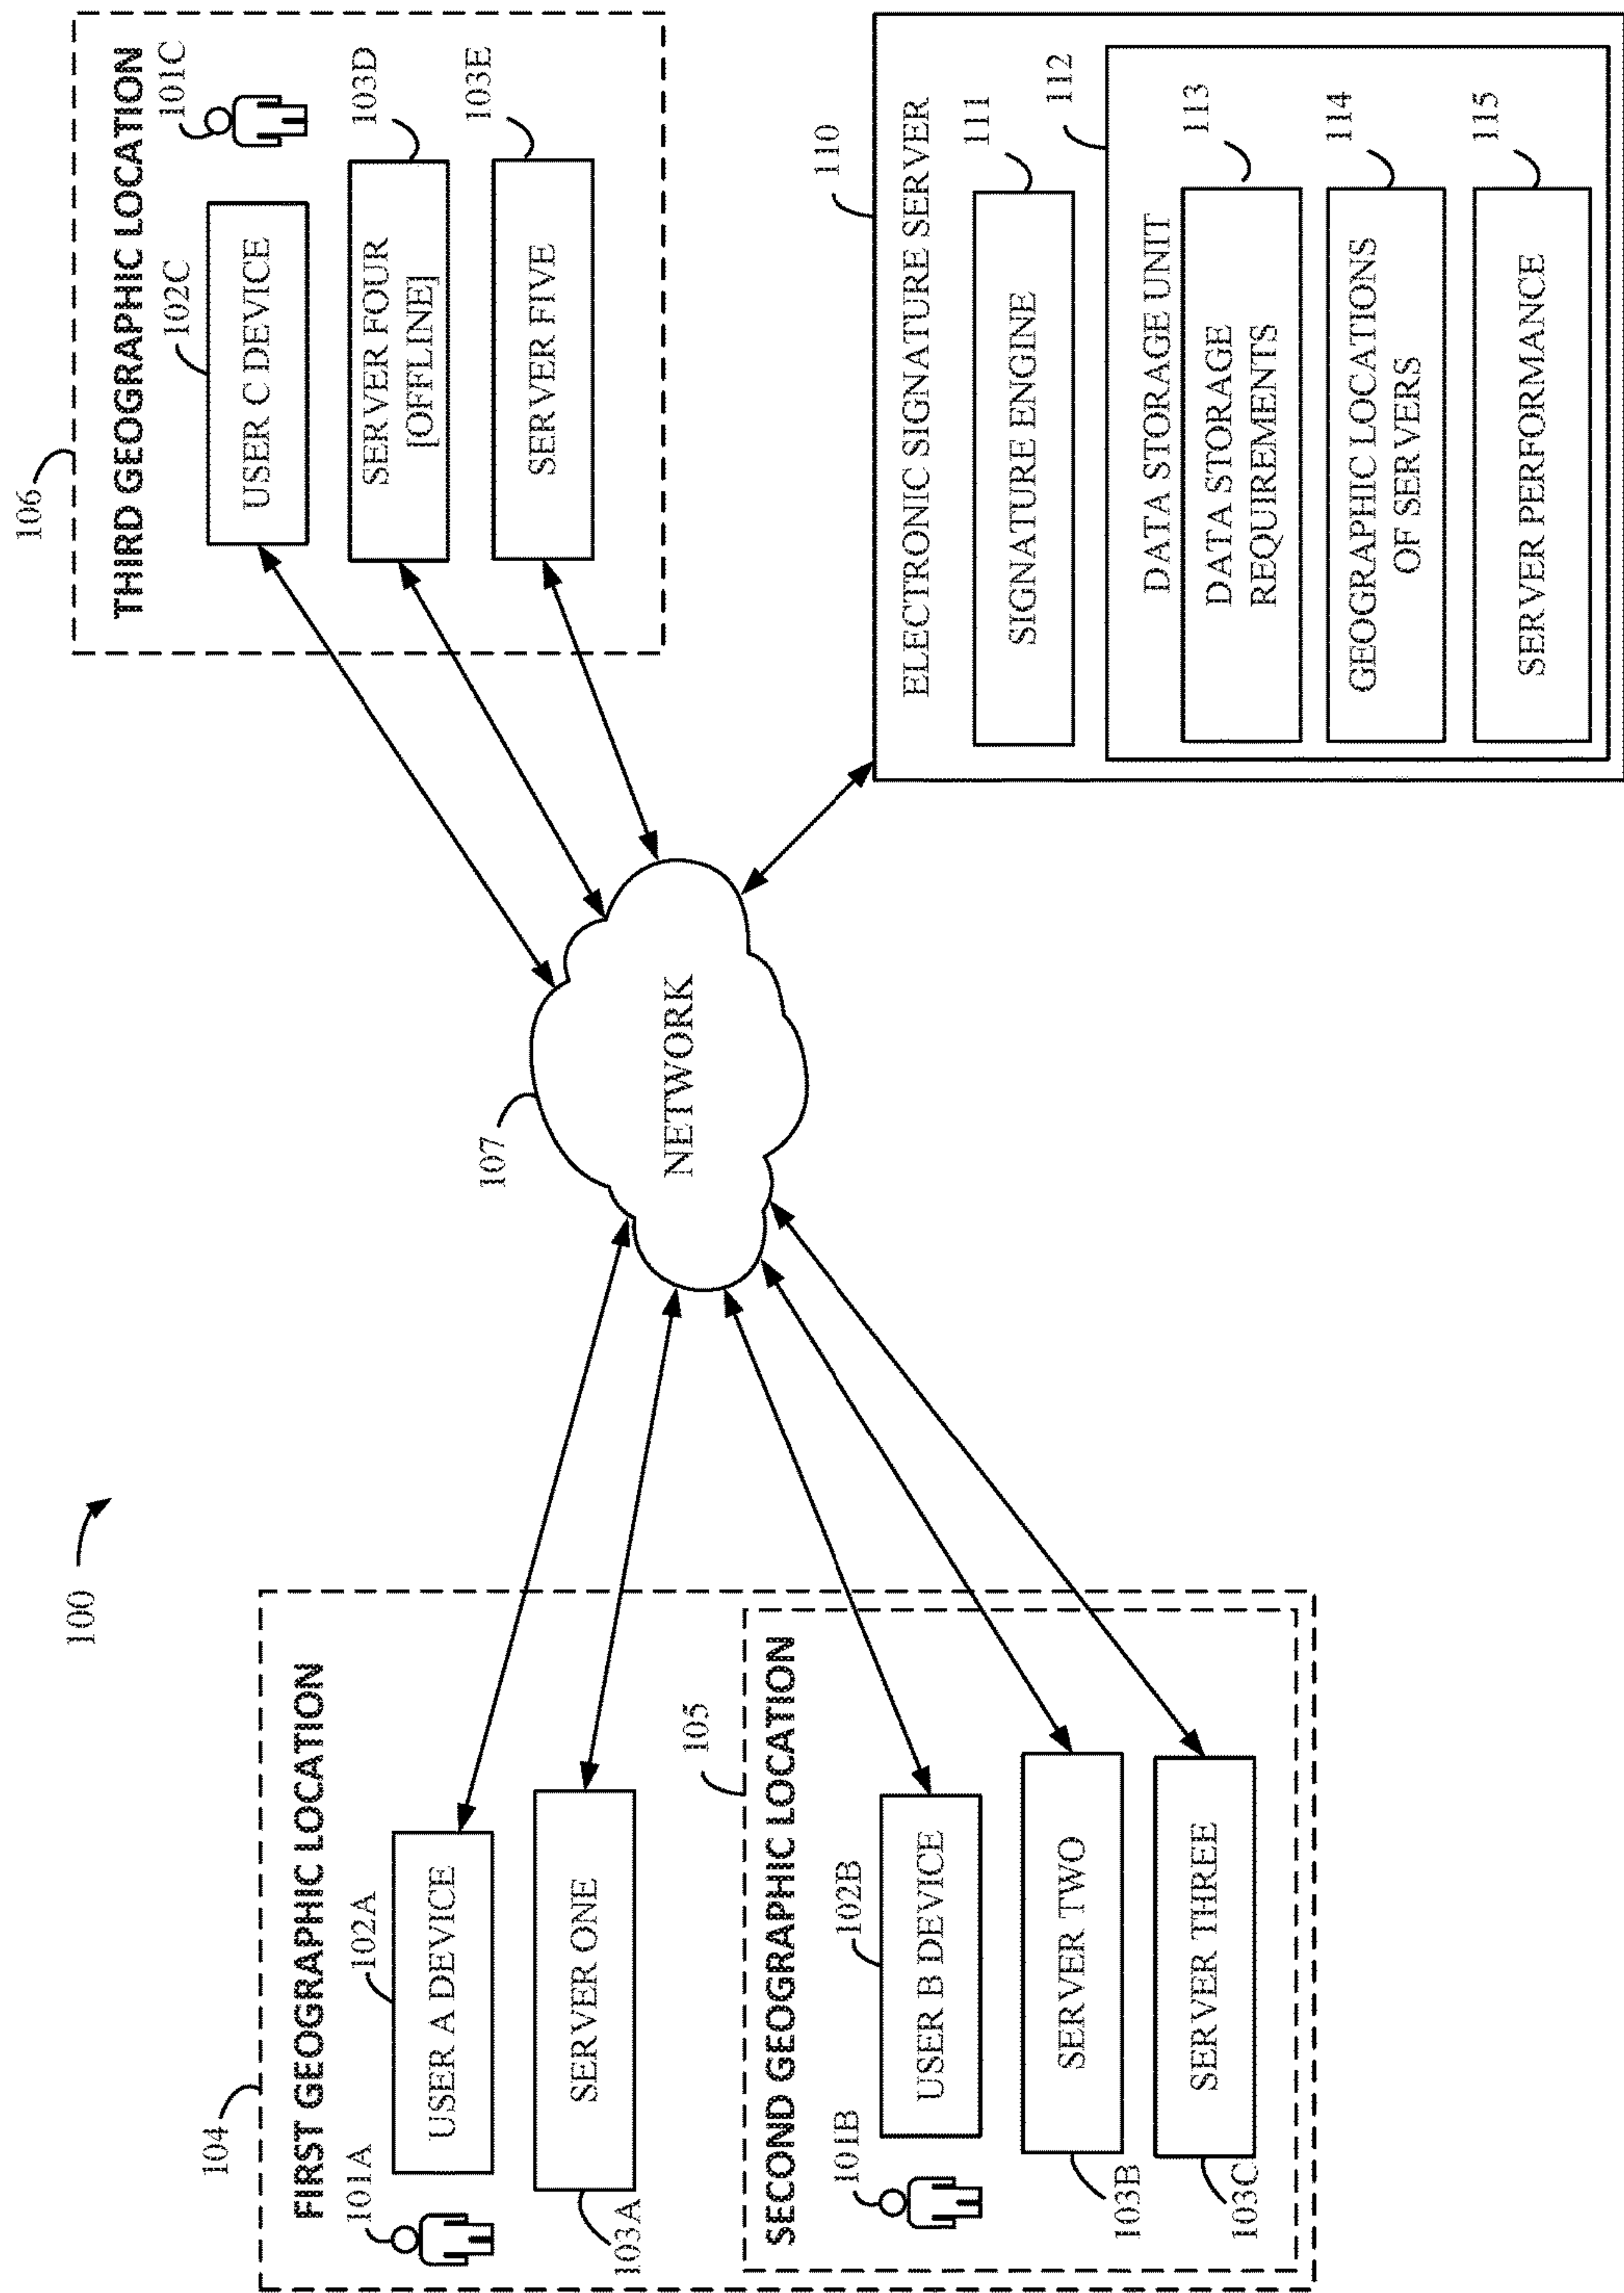 100
104
FIRST GEOGRAPHIC LOCATION
101A
102A
USER A DEVICE
SERVER ONE
103A
105
SECOND GEOGRAPHIC LOCATION
101B
102B
USER B DEVICE
SERVER TWO
103B
SERVER THREE
103C
107
NETWORK
106
THIRD GEOGRAPHIC LOCATION
101C
102C
USER C DEVICE
103D
SERVER FOUR
[OFFLINE]
103E
SERVER FIVE
110
ELECTRONIC SIGNATURE SERVER
111
SIGNATURE ENGINE
112
DATA STORAGE UNIT
113
DATA STORAGE
REQUIREMENTS
114
GEOGRAPHIC LOCATIONS
OF SERVERS
115
SERVER PERFORMANCE